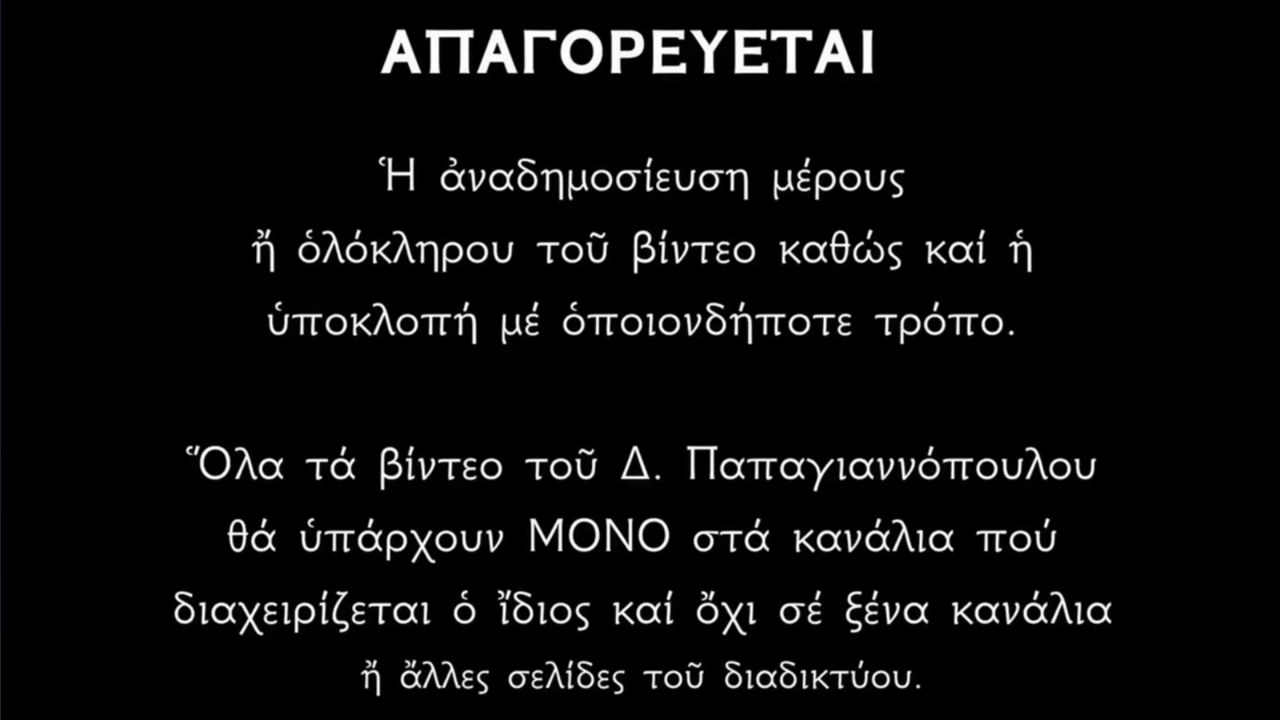 ΑΠΑΓΟΡΕΥΕΤΑΙ
Ἡ ἀναδημοσίευση μέρους
ἤ ὁλόκληρου τοῦ βίντεο καθώς καί ἡ
ὑποκλοπή μέ ὁποιονδήποτε τρόπο.
Ὅλα τά βίντεο τοῦ Δ. Παπαγιαννόπουλου
θά ὑπάρχουν ΜΟΝΟ στά κανάλια πού
διαχειρίζεται ὁ ἴδιος καί ὄχι σέ ξένα κανάλια
ἤ ἄλλες σελίδες τοῦ διαδικτύου.